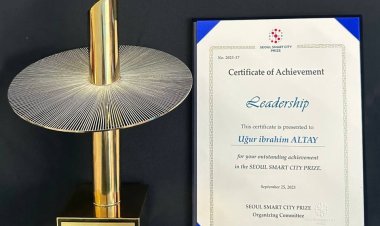 SEOUL SMART CITY
PRIZE
No. 2023-37
Certificate of Achievement
Leadership
This certificate is presented to
Uğur ibrahim ALTAY
for your outstanding achievement
in the SEOUL SMART CITY PRIZE.
September 25, 2023
SEOUL SMART CITY PRIZE
Organizing Committee